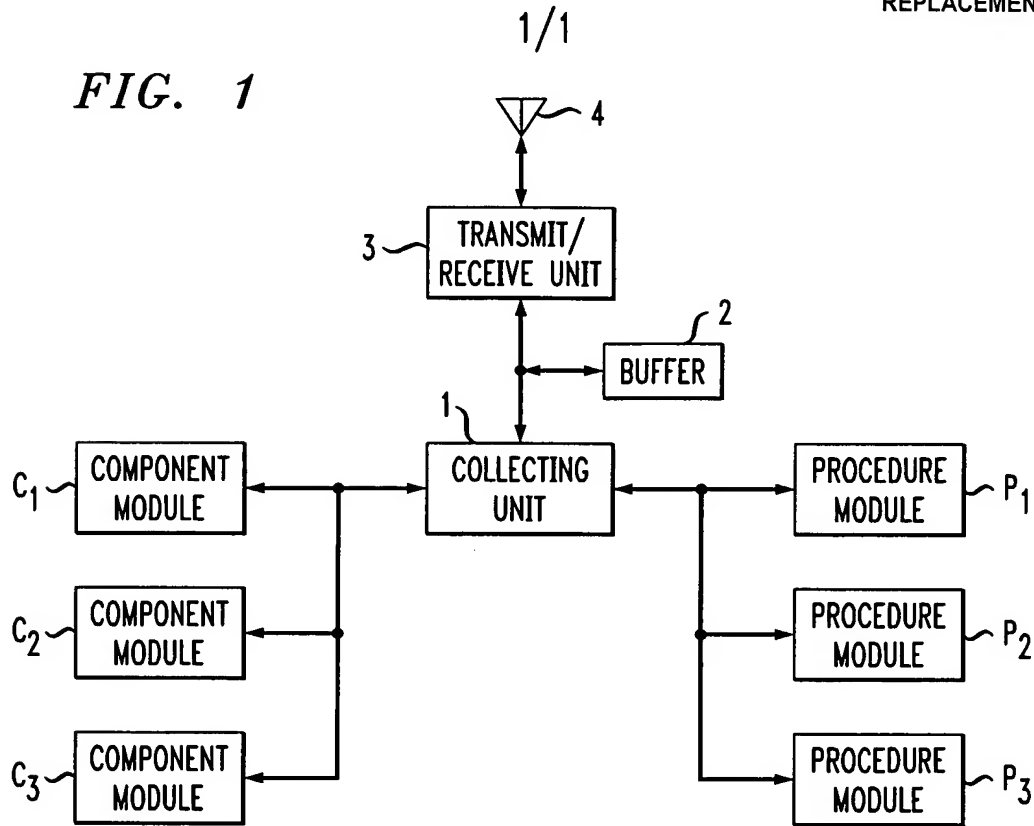 REPLACEMEN
1/1
FIG. 1
4
3
TRANSMIT/
RECEIVE UNIT
2
BUFFER
1
COLLECTING
UNIT
C1
COMPONENT
MODULE
PROCEDURE
MODULE
P1
C2
COMPONENT
MODULE
PROCEDURE
MODULE
P2
C3
COMPONENT
MODULE
PROCEDURE
MODULE
P3